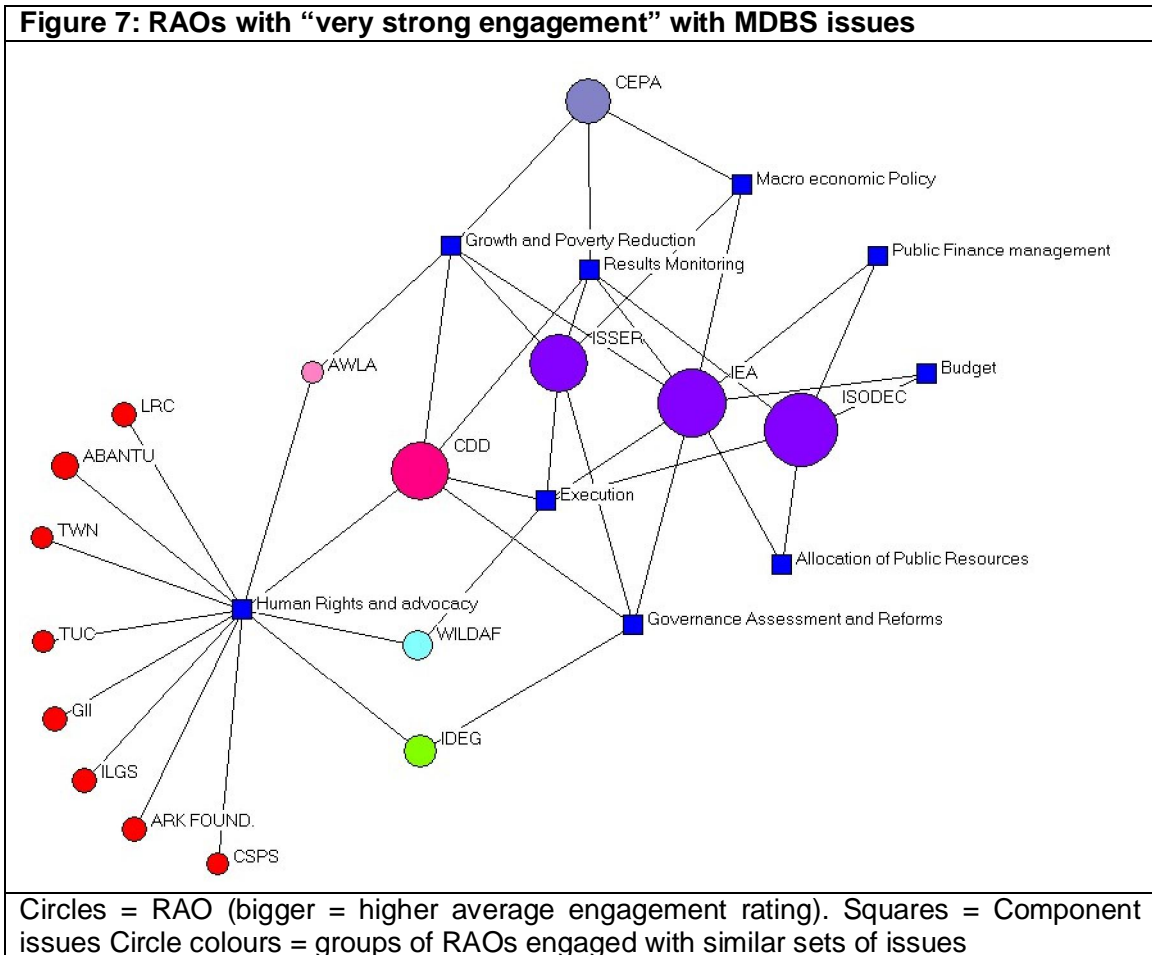 Figure 7: RAOs with “very strong engagement” with MDBS issues
CEPA
Macro economic Policy
Growth and Poverty Reduction
Public Finance management
Results Monitoring
ISSER
IEA
Budget
AWLA
ISODEC
LRC
CDD
ABANTU
Execution
TWN
Allocation of Public Resources
Human Rights and advocacy
Governance Assessment and Reforms
TUC
WILDAF
GII
IDEG
ILGS
ARK FOUND.
CSPS
Circles = RAO (bigger = higher average engagement rating). Squares = Component
issues Circle colours = groups of RAOs engaged with similar sets of issues